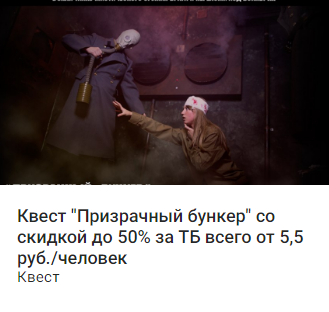 Квест "Призрачный бункер" со
скидкой до 50% за ТБ всего от 5,5
руб./человек
Квест